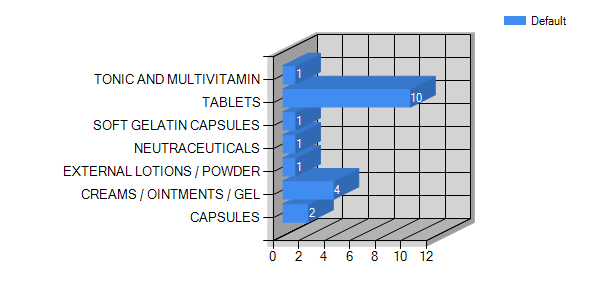 Default
TONIC AND MULTIVITAMIN 1
TABLETS 10
SOFT GELATIN CAPSULES 1
NEUTRACEUTICALS 1
EXTERNAL LOTIONS / POWDER 1
CREAMS / OINTMENTS / GEL 4
CAPSULES 2
0 2 4 6 8 10 12